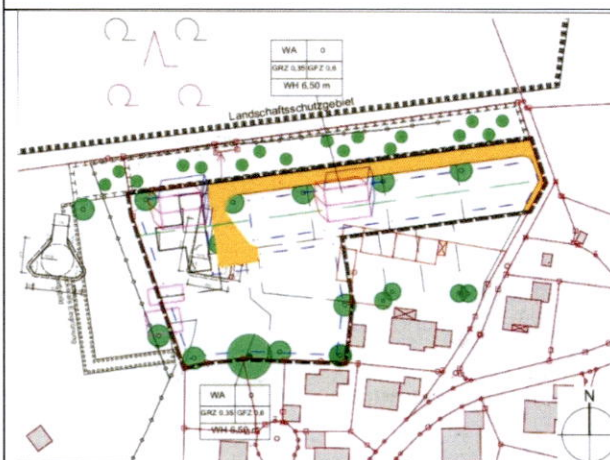 WA o
GRZ 0,35 GFZ 0,6
WH 6.50 m
Landschaftsschutzgebiet
WA
GRZ 0,35 GFZ 0,6
WH 6.50 m
N